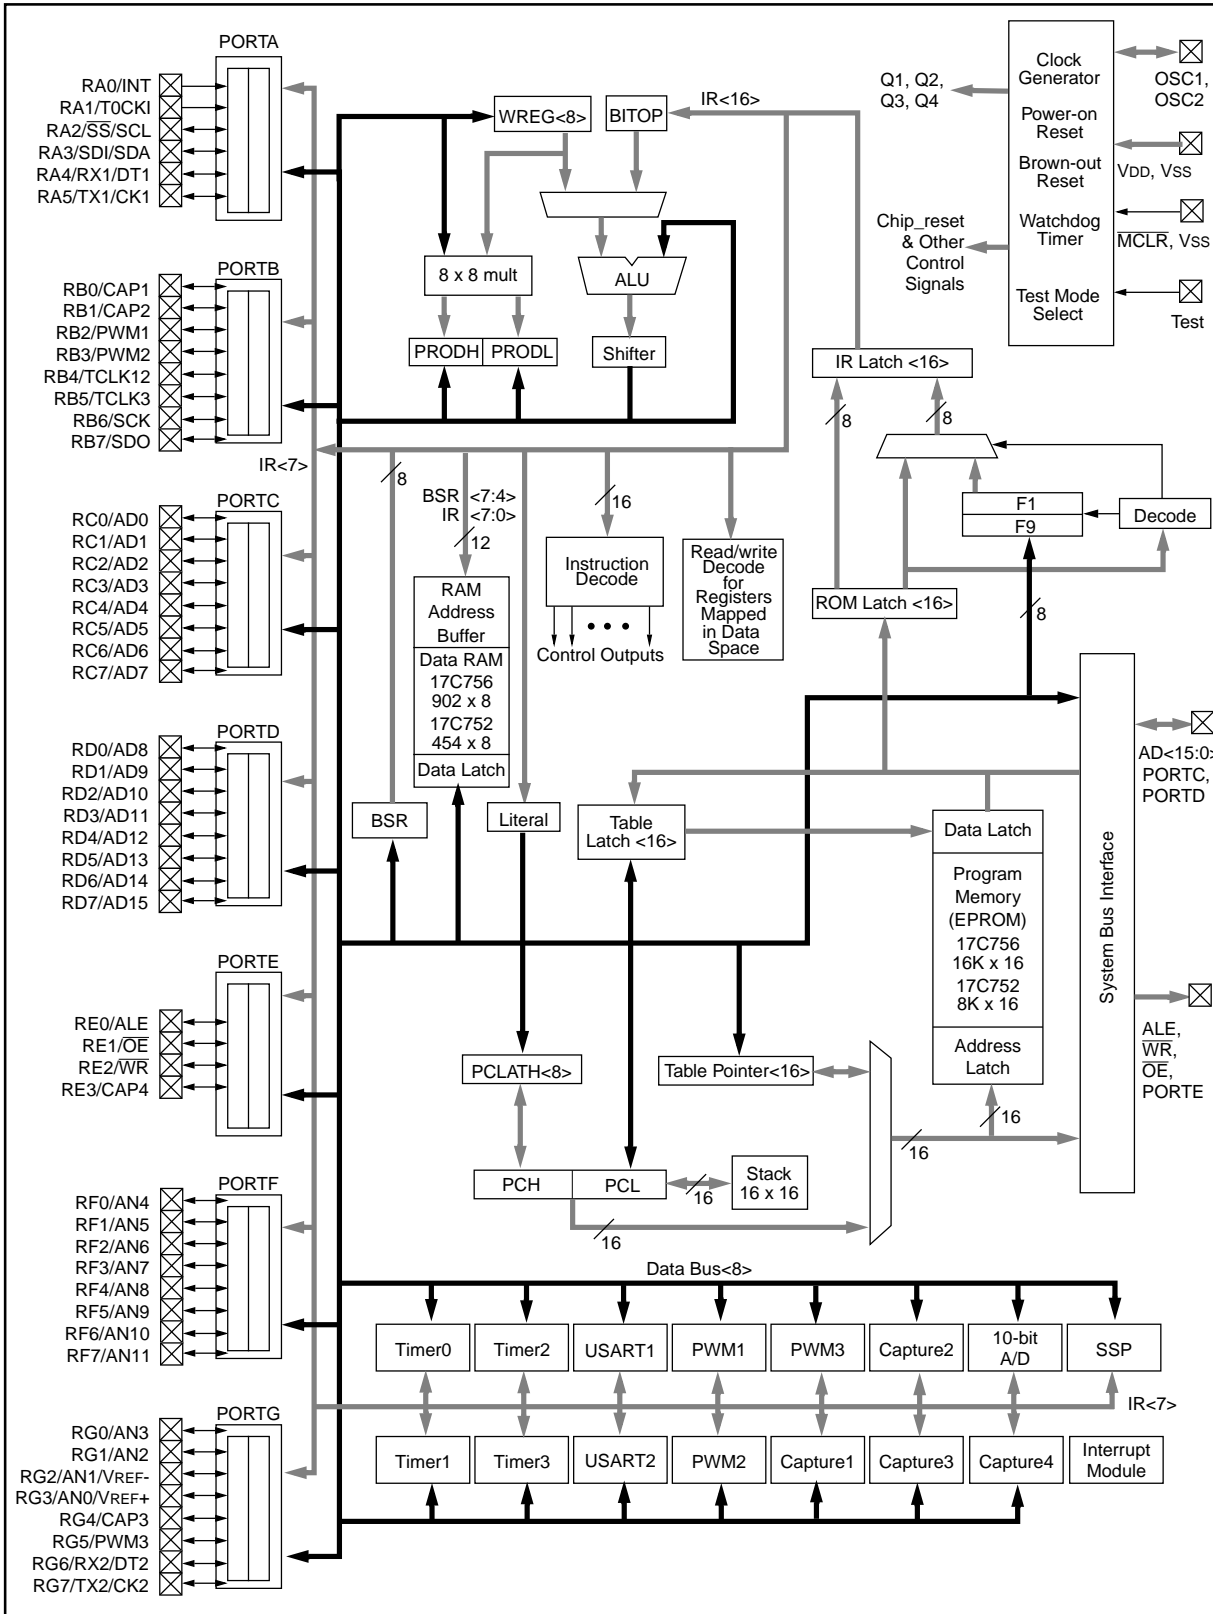 PORTA
RA0/INT
RA1/T0CKI
RA2/SS/SCL
RA3/SDI/SDA
RA4/RX1/DT1
RA5/TX1/CK1
PORTB
RB0/CAP1
RB1/CAP2
RB2/PWM1
RB3/PWM2
RB4/TCLK12
RB5/TCLK3
RB6/SCK
RB7/SDO
IR<7>
PORTC
RC0/AD0
RC1/AD1
RC2/AD2
RC3/AD3
RC4/AD4
RC5/AD5
RC6/AD6
RC7/AD7
PORTD
RD0/AD8
RD1/AD9
RD2/AD10
RD3/AD11
RD4/AD12
RD5/AD13
RD6/AD14
RD7/AD15
PORTE
RE0/ALE
RE1/OE
RE2/WR
RE3/CAP4
PORTF
RF0/AN4
RF1/AN5
RF2/AN6
RF3/AN7
RF4/AN8
RF5/AN9
RF6/AN10
RF7/AN11
PORTG
RG0/AN3
RG1/AN2
RG2/AN1/VREF-
RG3/AN0/VREF+
RG4/CAP3
RG5/PWM3
RG6/RX2/DT2
RG7/TX2/CK2
WREG<8>
BITOP
IR<16>
8 x 8 mult
ALU
PRODH
PRODL
Shifter
Q1, Q2,
Q3, Q4
Chip_reset
& Other
Control
Signals
Clock
Generator
Power-on
Reset
Brown-out
Reset
Watchdog
Timer
Test Mode
Select
OSC1,
OSC2
VDD, VSS
MCLR, VSS
Test
IR Latch <16>
8
8
F1
F9
Decode
ROM Latch <16>
8
8
BSR <7:4>
IR <7:0>
12
16
RAM
Address
Buffer
Data RAM
17C756
902 x 8
17C752
454 x 8
Data Latch
Instruction
Decode
• • •
Control Outputs
Read/write
Decode
for
Registers
Mapped
in Data
Space
BSR
Literal
Table
Latch <16>
Data Latch
Program
Memory
(EPROM)
17C756
16K x 16
17C752
8K x 16
Address
Latch
System Bus Interface
AD<15:0>
PORTC,
PORTD
ALE,
WR,
OE,
PORTE
PCLATH<8>
Table Pointer<16>
16
16
PCH
PCL
16
Stack
16 x 16
16
Data Bus<8>
Timer0
Timer2
USART1
PWM1
PWM3
Capture2
10-bit
A/D
SSP
IR<7>
Timer1
Timer3
USART2
PWM2
Capture1
Capture3
Capture4
Interrupt
Module